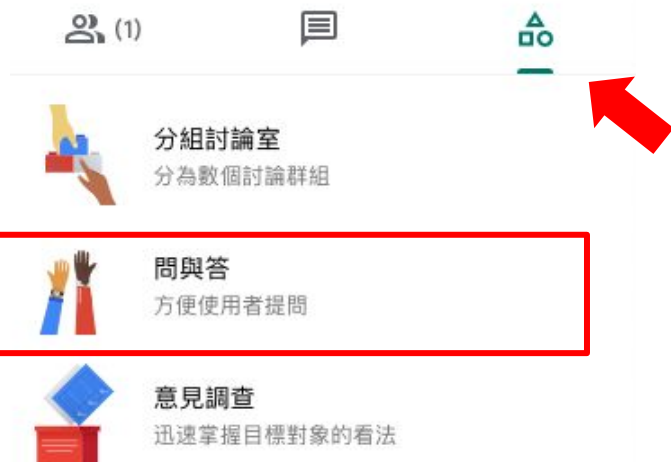 (1)
分組討論室
分為數個討論群組
問與答
方便使用者提問
意見調查
迅速掌握目標對象的看法